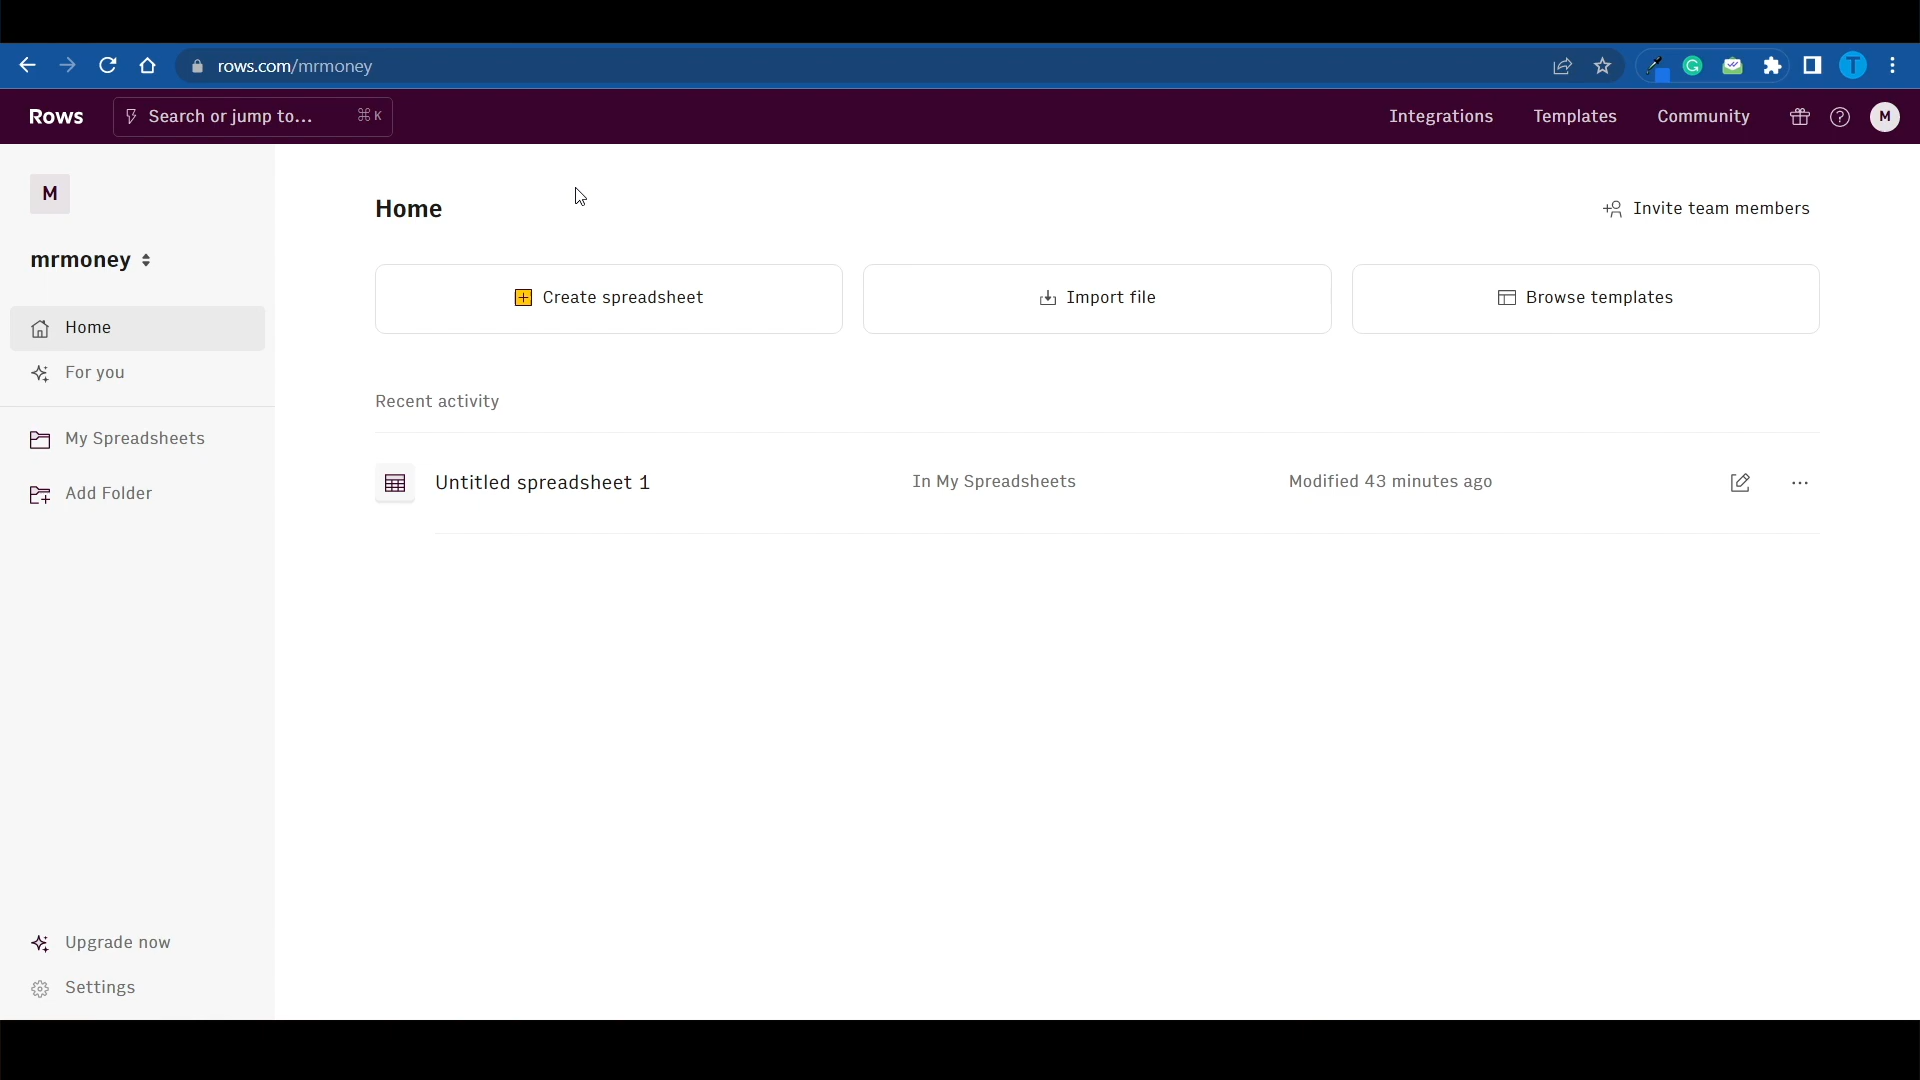 rows.com/mrmoney
T
Rows
Search or jump to... ⌘ K
Integrations
Templates
Community
M
M
mrmoney
Home
For you
My Spreadsheets
Add Folder
Upgrade now
Settings
Home
Invite team members
Create spreadsheet
Import file
Browse templates
Recent activity
Untitled spreadsheet 1
In My Spreadsheets
Modified 43 minutes ago